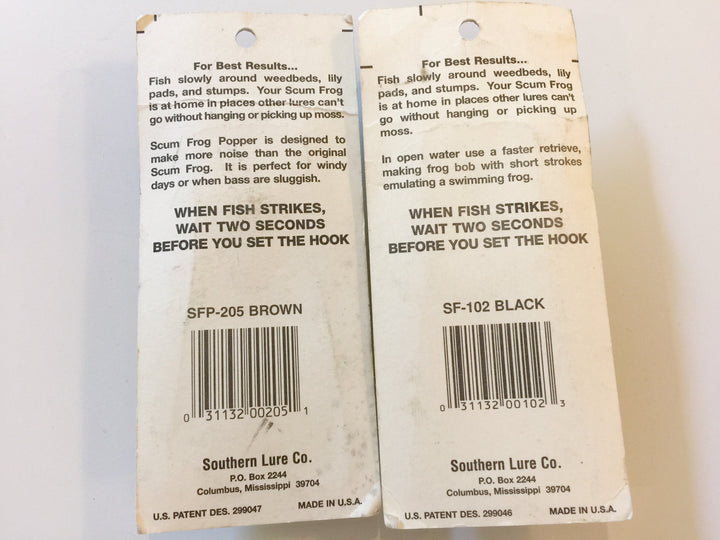 For Best Results...
Fish slowly around weedbeds, lily
pads, and stumps. Your Scum Frog
is at home in places other lures can't
go without hanging or picking up moss.
Scum Frog Popper is designed to
make more noise than the original
Scum Frog. It is perfect for windy
days or when bass are sluggish.
WHEN FISH STRIKES,
WAIT TWO SECONDS
BEFORE YOU SET THE HOOK
SFP-205 BROWN
0 31132 00205 1
Southern Lure Co.
P.O. Box 2244
Columbus, Mississippi 39704
U.S. PATENT DES. 299047 MADE IN U.S.A.
For Best Results...
Fish slowly around weedbeds, lily
pads, and stumps. Your Scum Frog
is at home in places other lures can't
go without hanging or picking up
moss.
In open water use a faster retrieve,
making frog bob with short strokes
emulating a swimming frog.
WHEN FISH STRIKES,
WAIT TWO SECONDS
BEFORE YOU SET THE HOOK
SF-102 BLACK
0 31132 00102 3
Southern Lure Co.
P.O. Box 2244
Columbus, Mississippi 39704
U.S. PATENT DES. 299046 MADE IN U.S.A.